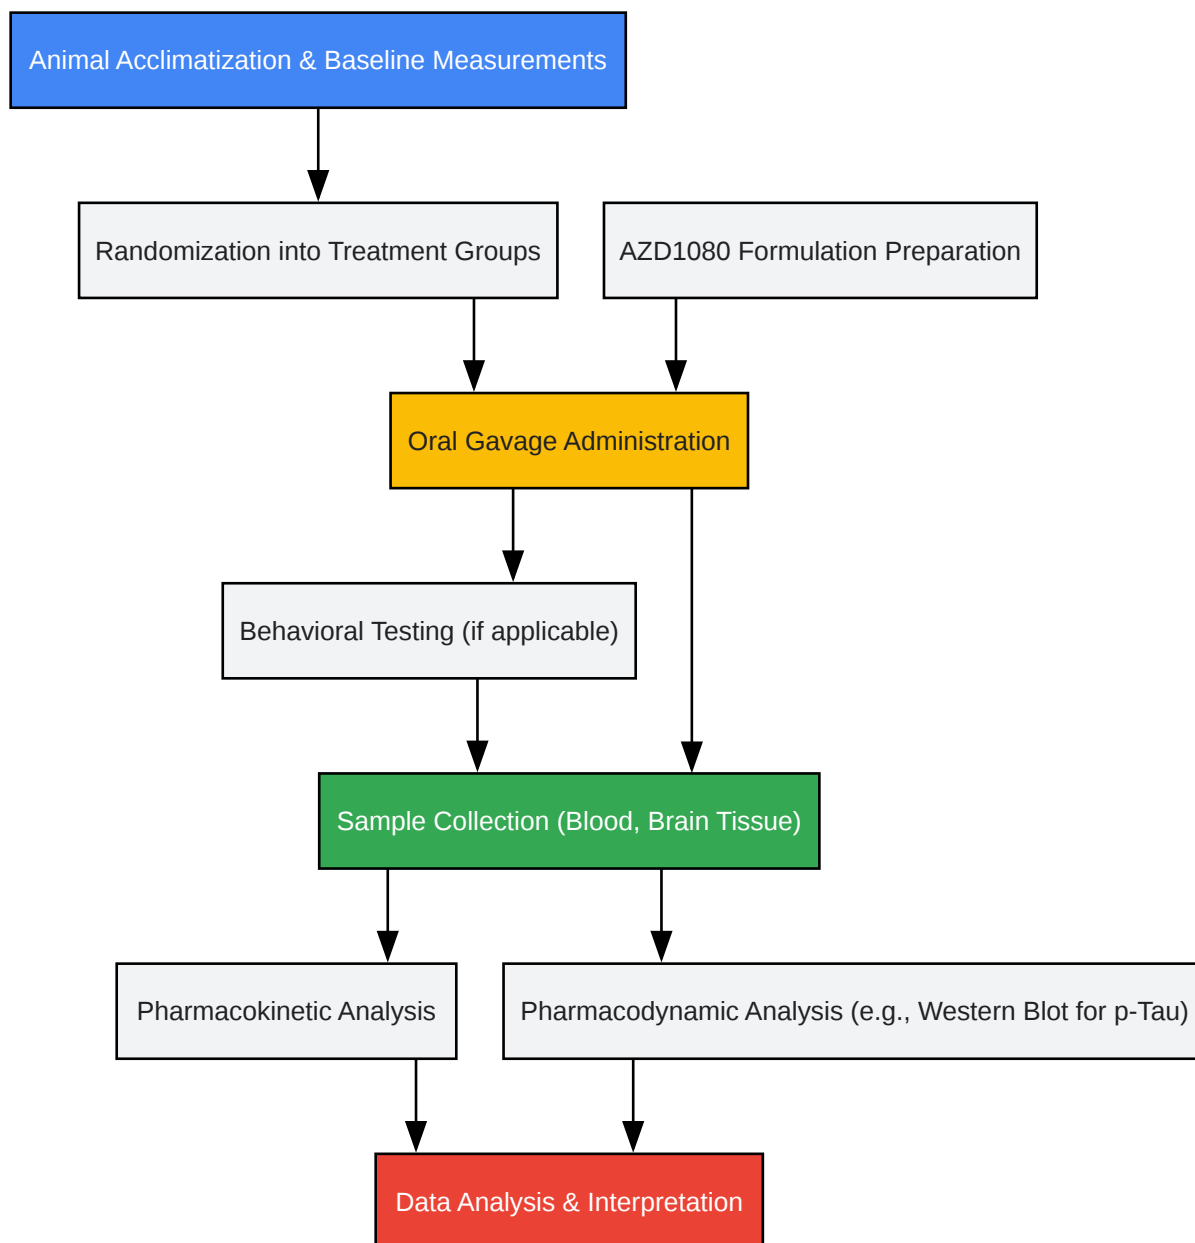 Animal Acclimatization & Baseline Measurements
Randomization into Treatment Groups
AZD1080 Formulation Preparation
Oral Gavage Administration
Behavioral Testing (if applicable)
Sample Collection (Blood, Brain Tissue)
Pharmacokinetic Analysis
Pharmacodynamic Analysis (e.g., Western Blot for p-Tau)
Data Analysis & Interpretation